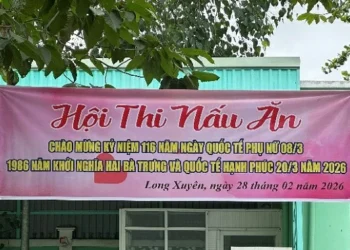 Hội Thi Nấu Ăn
CHÀO MỪNG KỶ NIỆM 116 NĂM NGÀY QUỐC TẾ PHỤ NỮ 08/3
1986 NĂM KHỞI NGHĨA HAI BÀ TRƯNG VÀ QUỐC TẾ HẠNH PHÚC 20/3 NĂM 2026
Long Xuyên, ngày 28 tháng 02 năm 2026